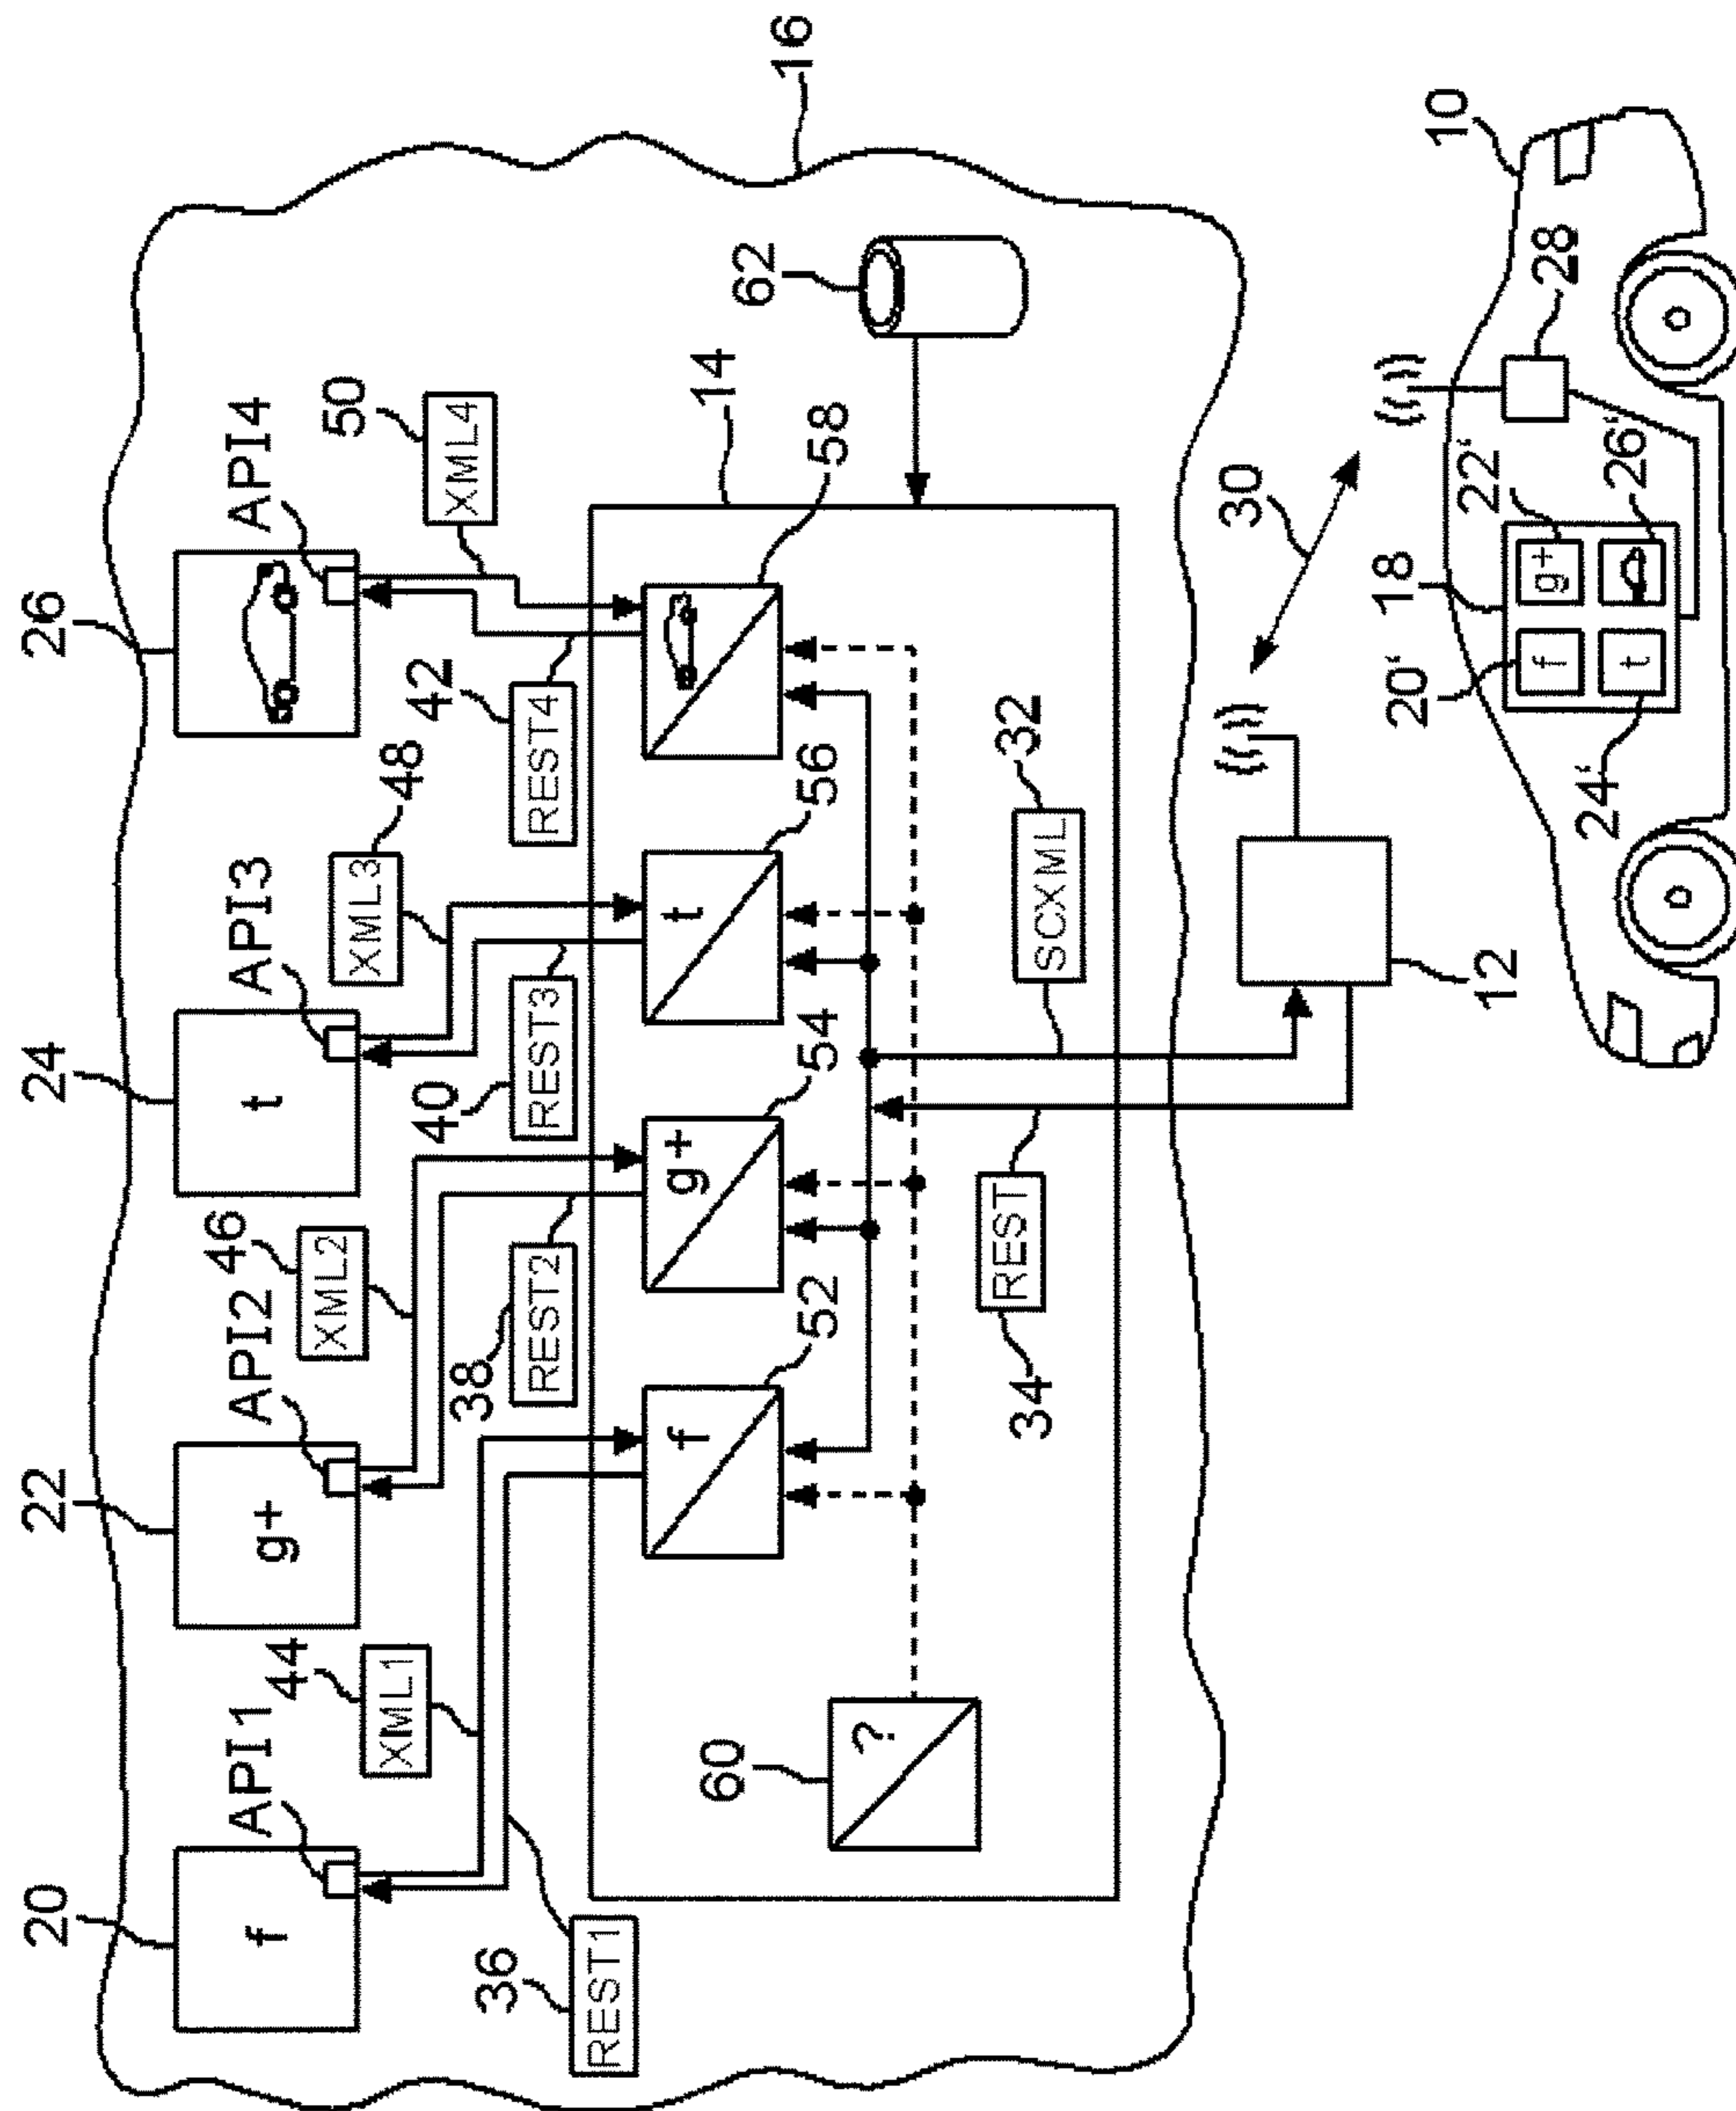 20
22
24
26
f
API1
g+
API2
t
API3
API4
44
XML1
46
XML2
48
XML3
50
XML4
36
REST1
38
REST2
40
REST3
42
REST4
14
62
16
f
52
g+
54
t
56
58
60
?
34
REST
SCXML
32
30
12
18
10
20‘
22‘
28
f
g+
24‘
t
26‘